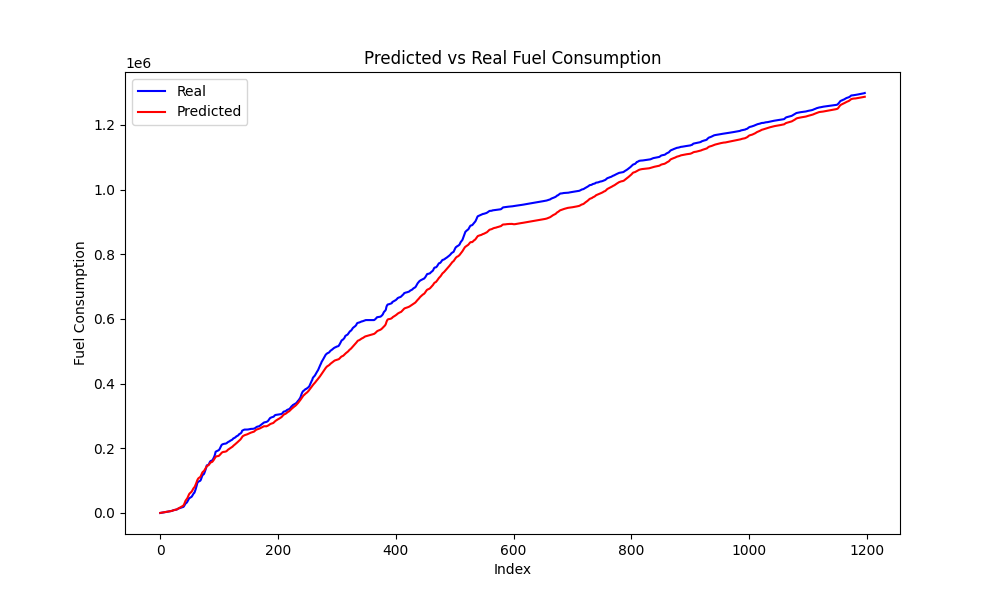 Predicted vs Real Fuel Consumption
1e6
Real
Predicted
1.2
1.0
0.8
0.6
0.4
0.2
0.0
Fuel Consumption
0 200 400 600 800 1000 1200
Index